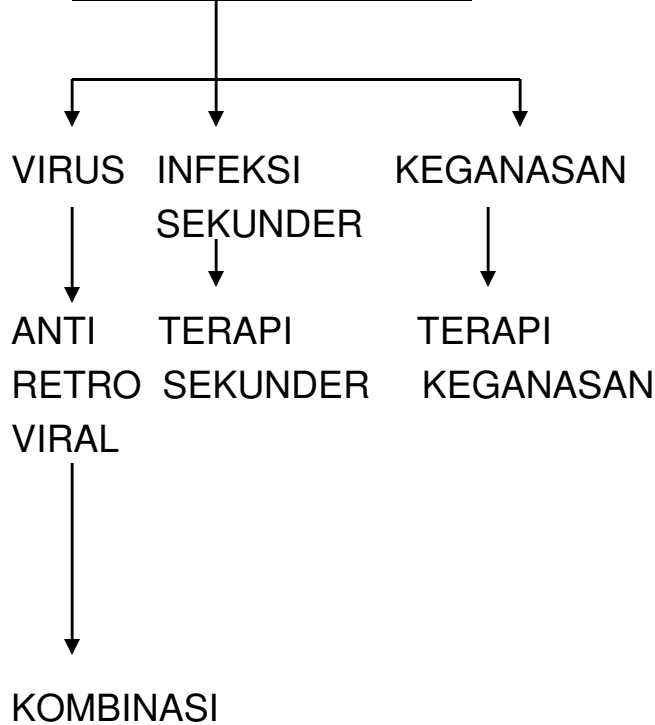 VIRUS INFEKSI SEKUNDER KEGANASAN
ANTI RETRO VIRAL TERAPI SEKUNDER TERAPI KEGANASAN
KOMBINASI